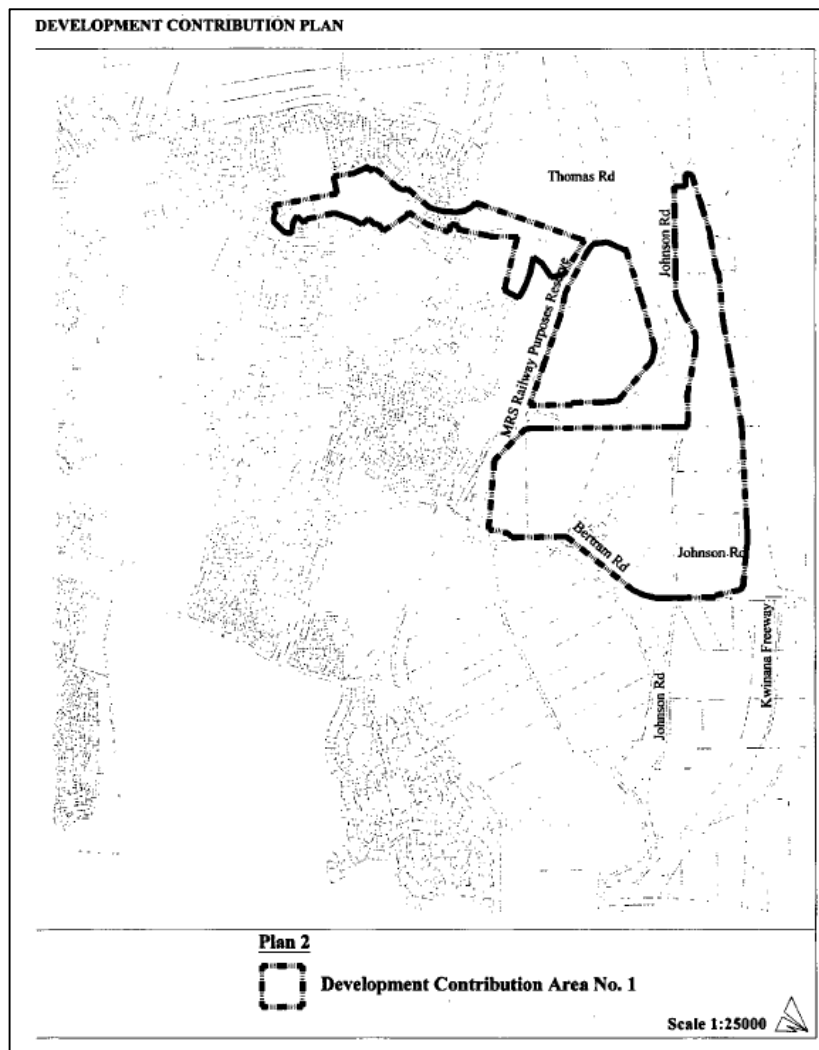 DEVELOPMENT CONTRIBUTION PLAN
Thomas Rd
Johnson Rd
MRS Railway Purposes Reserve
Bertram Rd
Johnson Rd
Johnson Rd
Kwinana Freeway
Plan 2
Development Contribution Area No. 1
Scale 1:25000